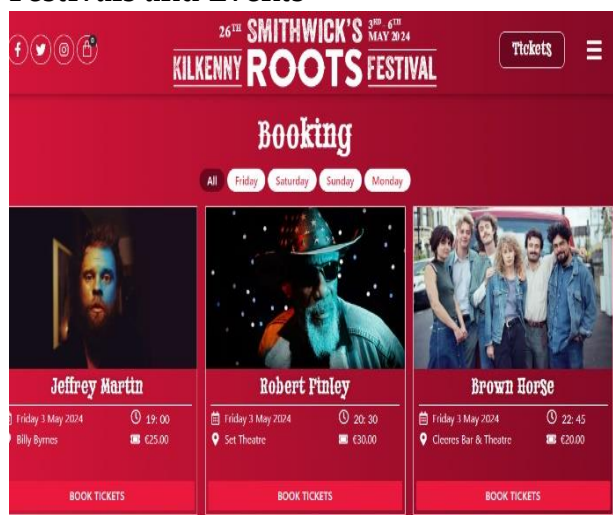 Festivals and Events
26TH SMITHWICK'S 3RD - 6TH MAY 2024
KILKENNY ROOTS FESTIVAL
Tickets
0
Booking
All Friday Saturday Sunday Monday
Jeffrey Martin
Friday 3 May 2024 19:00
Billy Byrnes €25.00
BOOK TICKETS
Robert Finley
Friday 3 May 2024 20:30
Set Theatre €30.00
BOOK TICKETS
Brown Horse
Friday 3 May 2024 22:45
Cleeres Bar & Theatre €20.00
BOOK TICKETS